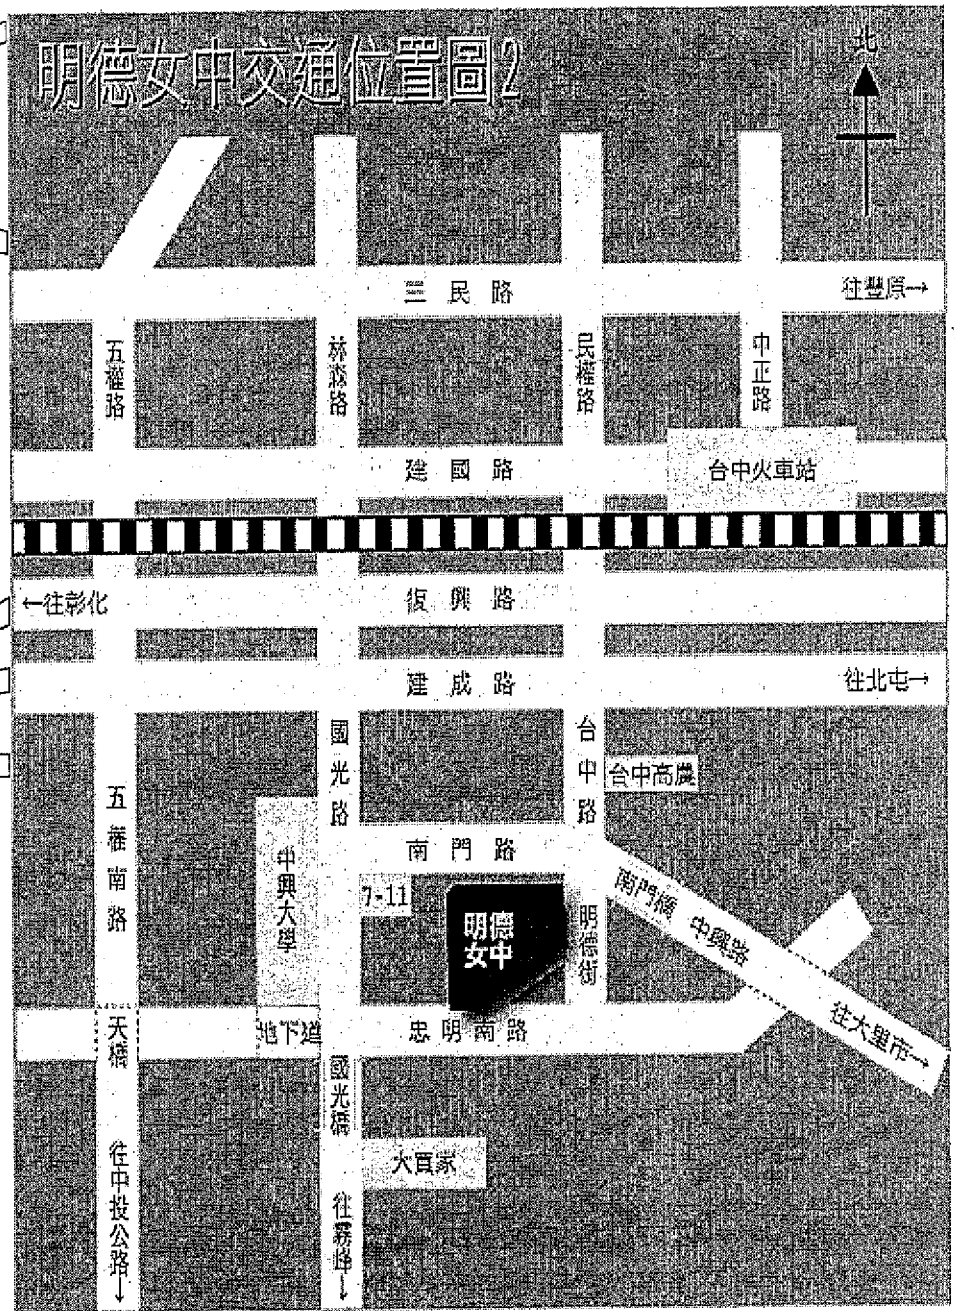 明德女中交通位置圖2
北
三民路
往豐原→
五權路
林森路
民權路
中正路
建國路
台中火車站
←往彰化
復興路
建成路
往北屯→
國光路
台中路
台中高農
五權南路
中興大學
南門路
7-11
明德
女中
明德街
南門橋 中興路
往大里市→
天橋
地下道
忠明南路
國光橋
大買家
往中投公路→
往霧峰→